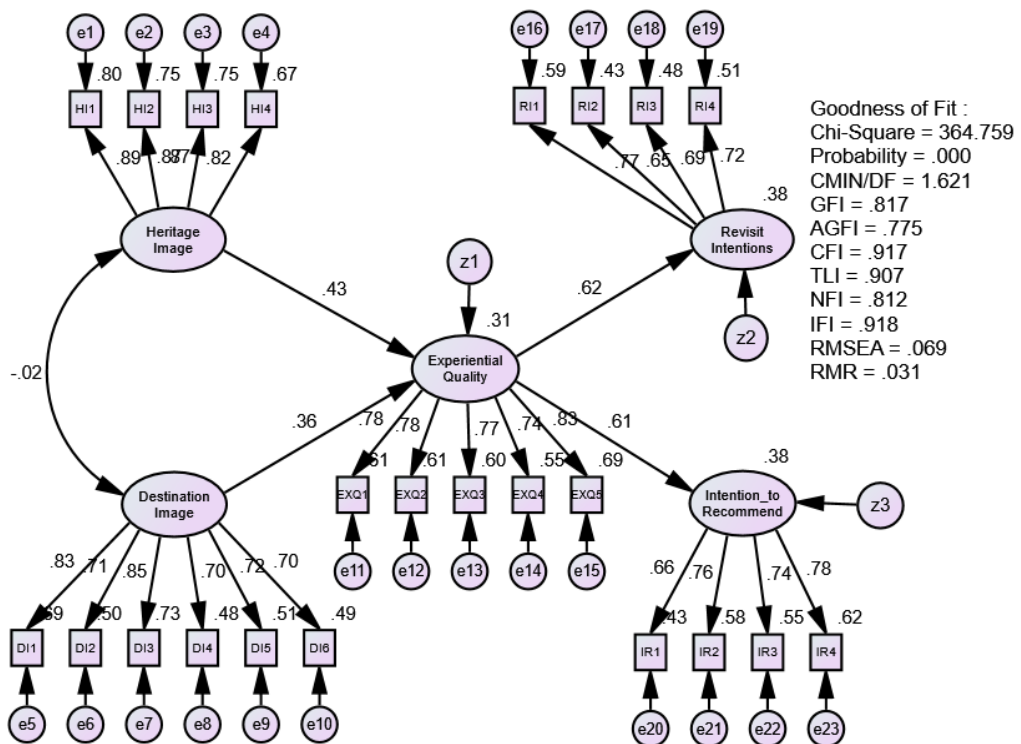 e1 e2 e3 e4
.80 .75 .75 .67
HI1 HI2 HI3 HI4
.89 .87 .82
Heritage
Image
e16 e17 e18 e19
.59 .43 .48 .51
RI1 RI2 RI3 RI4
.77 .65 .69 .72
.38
Revisit
Intentions
z2
Goodness of Fit :
Chi-Square = 364.759
Probability = .000
CMIN/DF = 1.621
GFI = .817
AGFI = .775
CFI = .917
TLI = .907
NFI = .812
IFI = .918
RMSEA = .069
RMR = .031
z1
.43
.62
.31
Experiential
Quality
-.02
.36
.61
.78 .78 .77 .74 .83
.61 .60 .55 .69
EXQ1 EXQ2 EXQ3 EXQ4 EXQ5
e11 e12 e13 e14 e15
Destination
Image
.83 .71 .85 .70 .72 .70
.50 .73 .48 .51 .49
DI1 DI2 DI3 DI4 DI5 DI6
e5 e6 e7 e8 e9 e10
.38
Intention_to
Recommend
z3
.66 .76 .74 .78
.43 .58 .55 .62
IR1 IR2 IR3 IR4
e20 e21 e22 e23